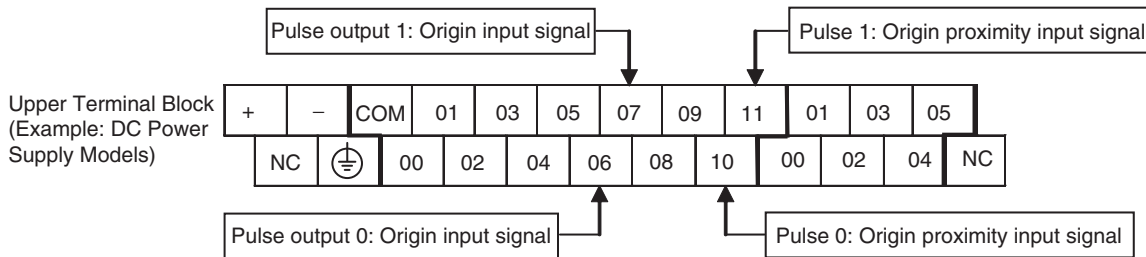 Pulse output 1: Origin input signal
Pulse 1: Origin proximity input signal
Upper Terminal Block
(Example: DC Power
Supply Models)
+ − COM 01 03 05 07 09 11 01 03 05
NC 00 02 04 06 08 10 00 02 04 NC
Pulse output 0: Origin input signal
Pulse 0: Origin proximity input signal